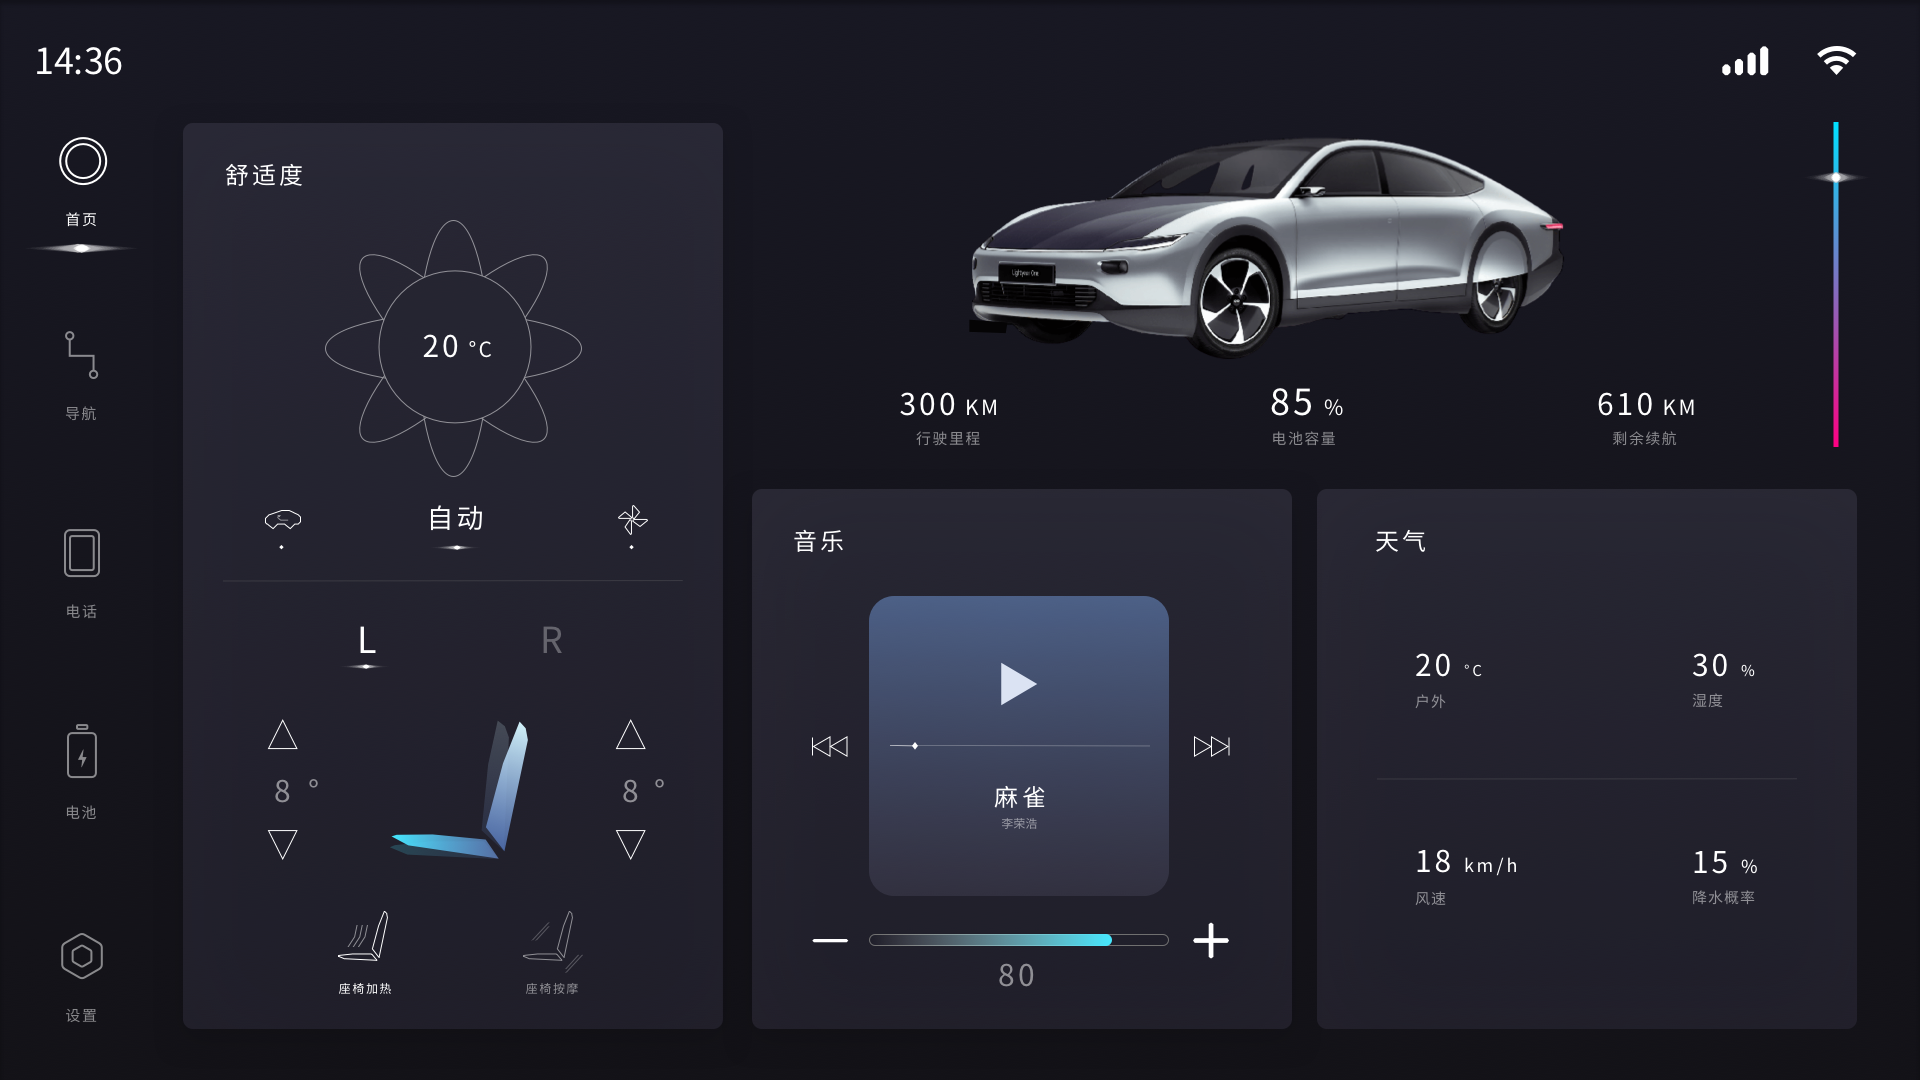 14:36
首页
导航
电话
电池
设置
舒适度
20 °C
自动
L
R
8 °
8 °
座椅加热
座椅按摩
Lightyear One
300 KM
行驶里程
85 %
电池容量
610 KM
剩余续航
音乐
麻雀
李荣浩
80
天气
20 °C
户外
30 %
湿度
18 km/h
风速
15 %
降水概率